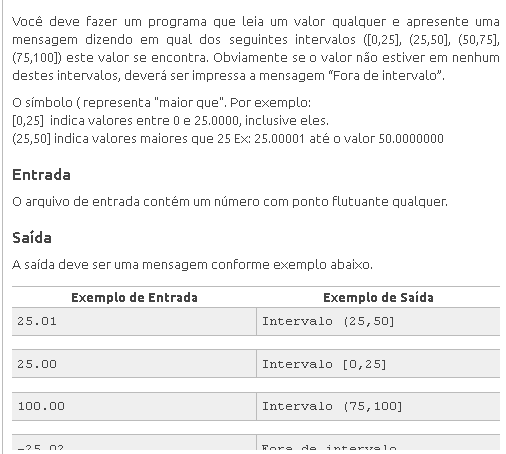 Você deve fazer um programa que leia um valor qualquer e apresente uma
mensagem dizendo em qual dos seguintes intervalos ([0,25], (25,50], (50,75],
(75,100]) este valor se encontra. Obviamente se o valor não estiver em nenhum
destes intervalos, deverá ser impressa a mensagem “Fora de intervalo”.
O símbolo ( representa "maior que". Por exemplo:
[0,25] indica valores entre 0 e 25.0000, inclusive eles.
(25,50] indica valores maiores que 25 Ex: 25.00001 até o valor 50.0000000
Entrada
O arquivo de entrada contém um número com ponto flutuante qualquer.
Saída
A saída deve ser uma mensagem conforme exemplo abaixo.
Exemplo de Entrada Exemplo de Saída
25.01 Intervalo (25,50]
25.00 Intervalo [0,25]
100.00 Intervalo (75,100]
-25.02 Fora de intervalo